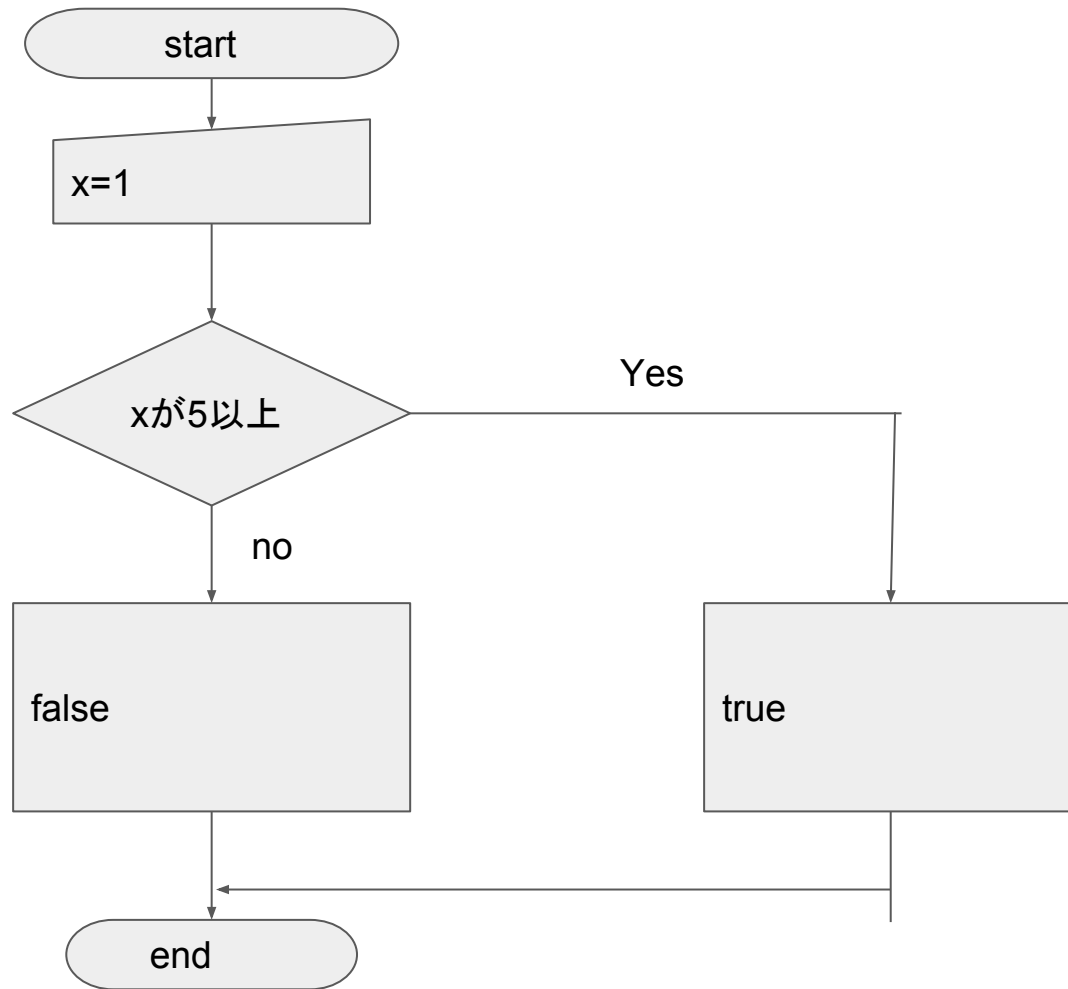 start
x=1
xが5以上
Yes
no
false
true
end